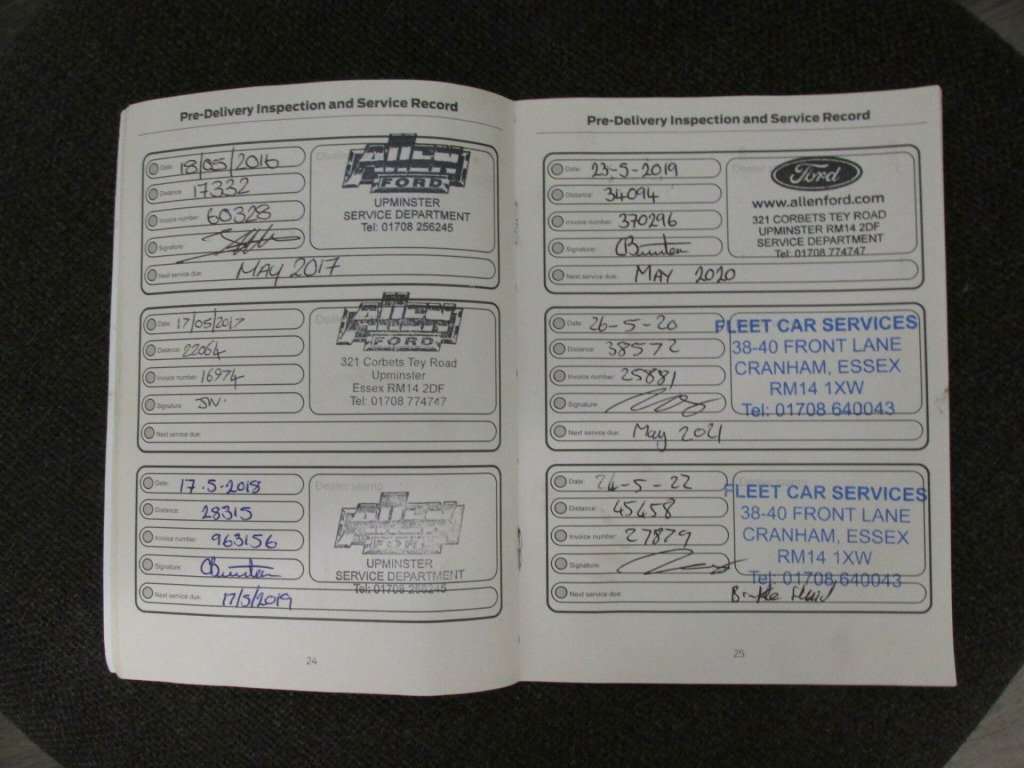 Pre-Delivery Inspection and Service Record
Date: 18/05/2016
Distance: 17332
Invoice number: 60328
Signature:
Next service due: MAY 2017
ALLEN
FORD
UPMINSTER
SERVICE DEPARTMENT
Tel: 01708 256245
Date: 17/05/2017
Distance: 22064
Invoice number: 16974
Signature: JW
Next service due:
FORD
321 Corbets Tey Road
Upminster
Essex RM14 2DF
Tel: 01708 774747
Date: 17.5-2018
Distance: 28315
Invoice number: 963156
Signature:
Next service due: 17/5/2019
Dealer stamp
FORD
UPMINSTER
SERVICE DEPARTMENT
Tel: 01708 256245
24
Pre-Delivery Inspection and Service Record
Date: 23-5-2019
Distance: 34094
Invoice number: 370296
Signature:
Next service due: MAY 2020
Ford
www.allenford.com
321 CORBETS TEY ROAD
UPMINSTER RM14 2DF
SERVICE DEPARTMENT
Tel: 01708 774747
Date: 26-5-20
Distance: 38572
Invoice number: 25881
Signature:
Next service due: May 2021
FLEET CAR SERVICES
38-40 FRONT LANE
CRANHAM, ESSEX
RM14 1XW
Tel: 01708 640043
Date: 24-5-22
Distance: 45458
Invoice number: 27879
Signature:
Next service due: Brake fluid
Dealer stamp
FLEET CAR SERVICES
38-40 FRONT LANE
CRANHAM, ESSEX
RM14 1XW
Tel: 01708 640043
25